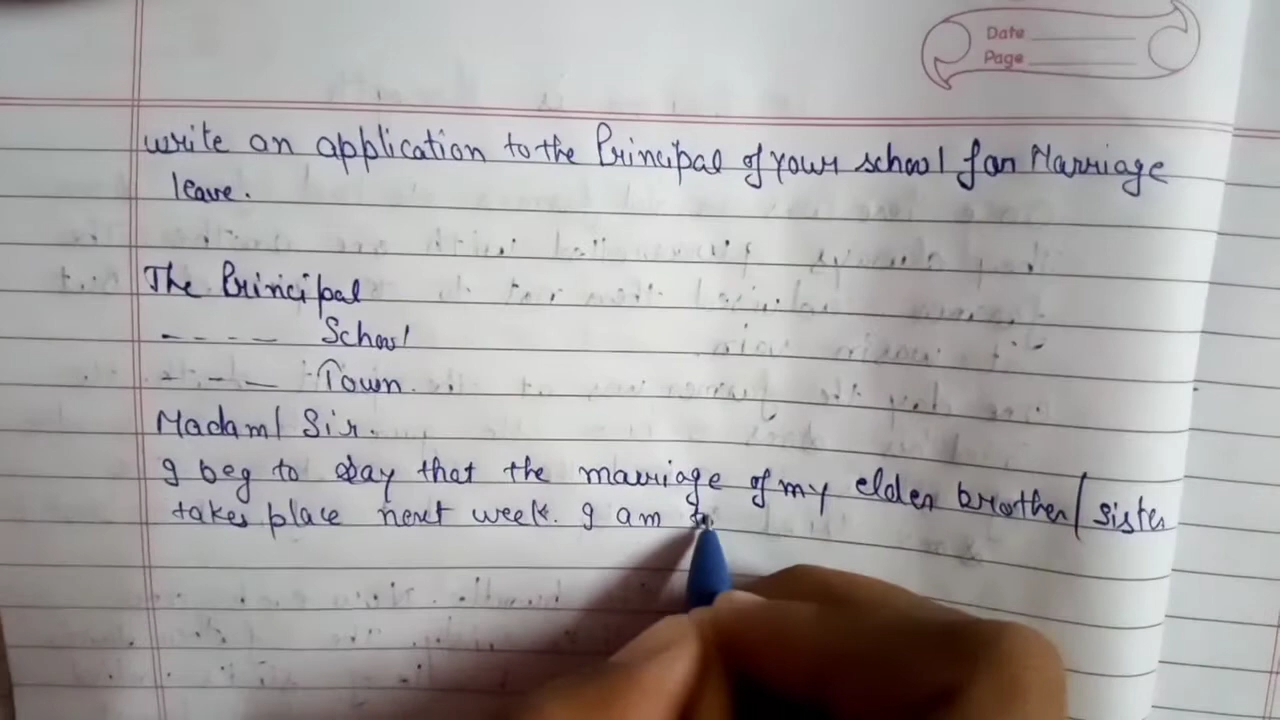 Date
Page
write an application to the Principal of your school for Marriage
leave.
The Principal
---- School
---- Town.
Madam/ Sir.
I beg to say that the marriage of my elder brother/sister
takes place next week. I am